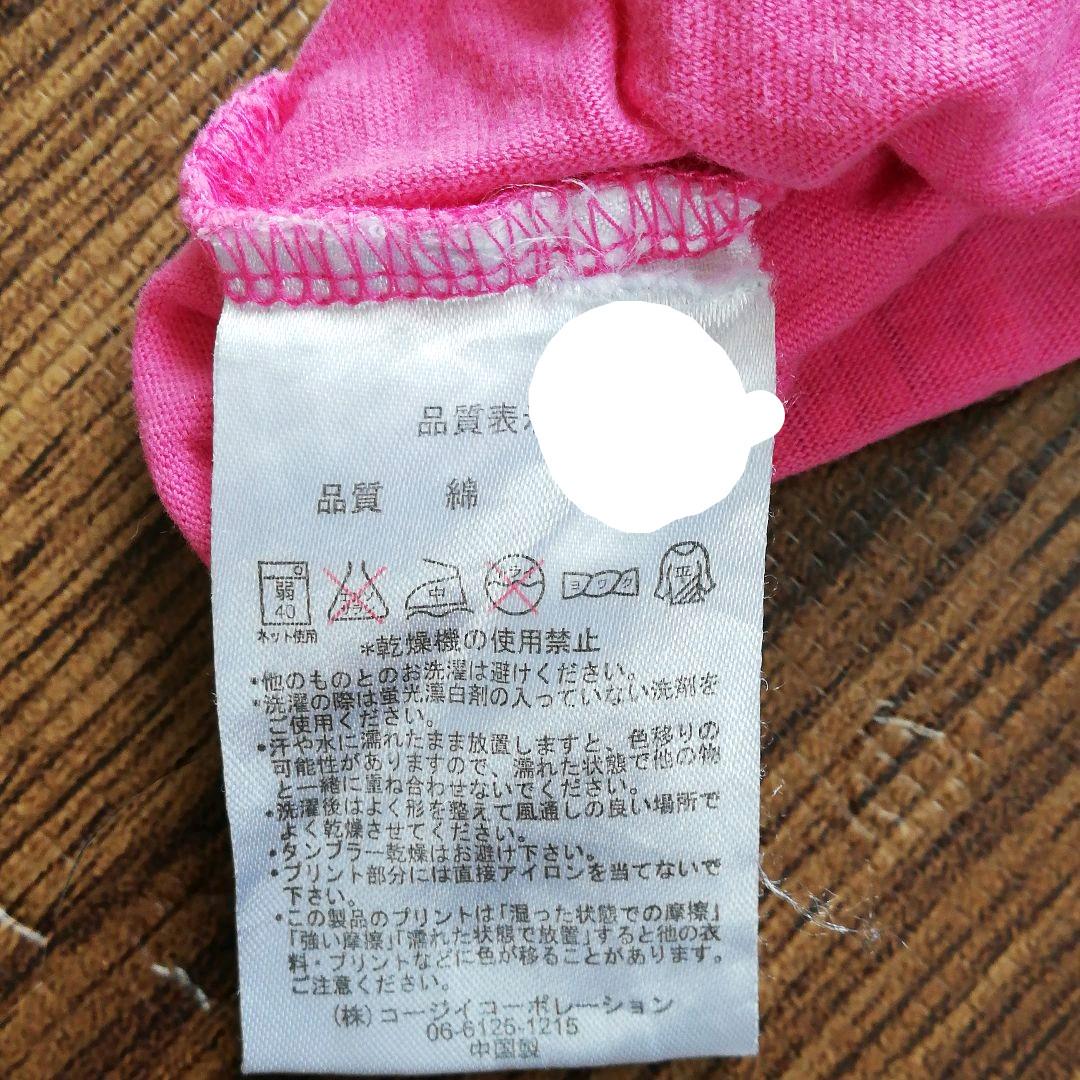 品質表
品質 綿
弱
40
ネット使用
中
ヨワク
平
*乾燥機の使用禁止
・他のものとのお洗濯は避けください。
・洗濯の際は蛍光漂白剤の入っていない洗剤を
ご使用ください。
・汗や水に濡れたまま放置しますと、色移りの
可能性がありますので、濡れた状態で他の物
と一緒に重ね合わせないでください。
・洗濯後はよく形を整えて風通しの良い場所で
よく乾燥させてください。
・タンブラー乾燥はお避け下さい。
・プリント部分には直接アイロンを当てないで
下さい。
・この製品のプリントは「湿った状態での摩擦」
「強い摩擦」「濡れた状態で放置」すると他の衣
料・プリントなどに色が移ることがあります。
ご注意ください。
(株)コージイコーポレーション
06-6125-1215
中国製